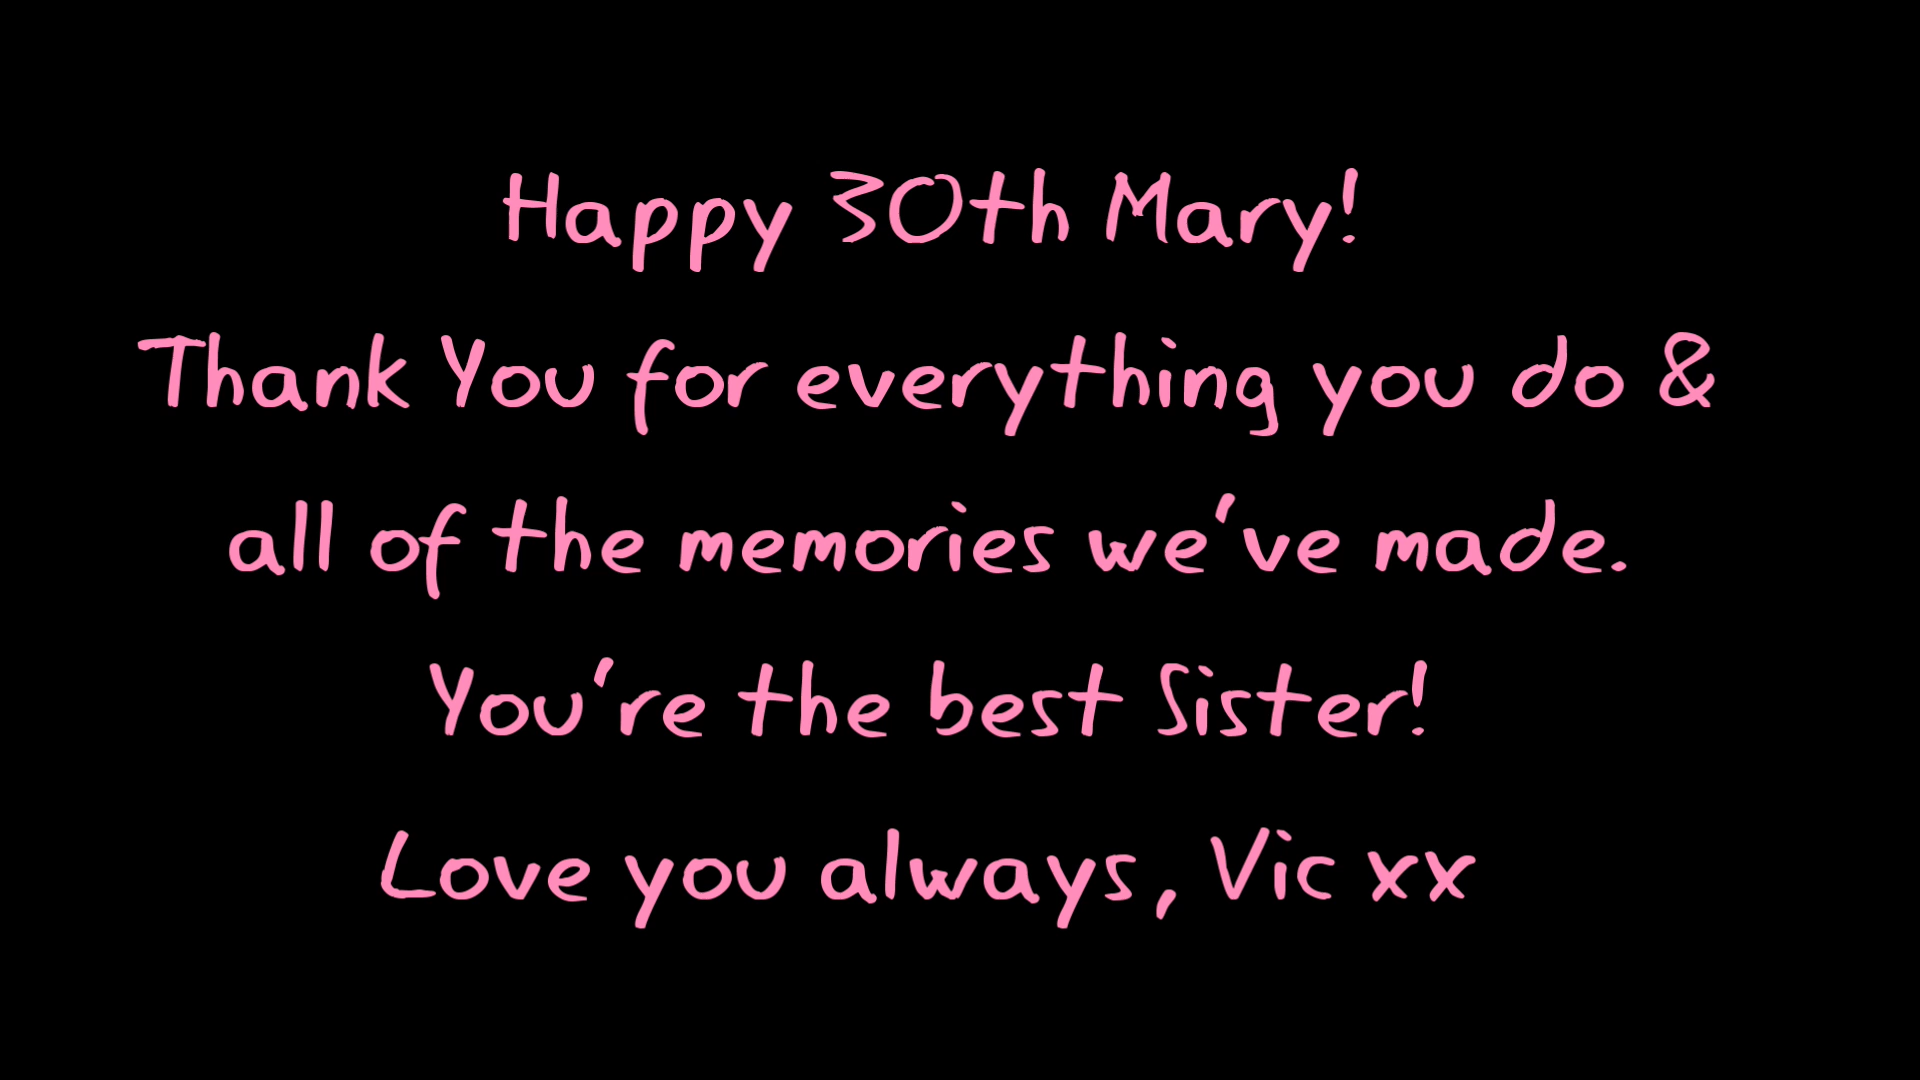 Happy 30th Mary!
Thank You for everything you do &
all of the memories we've made.
You're the best Sister!
Love you always, Vic xx